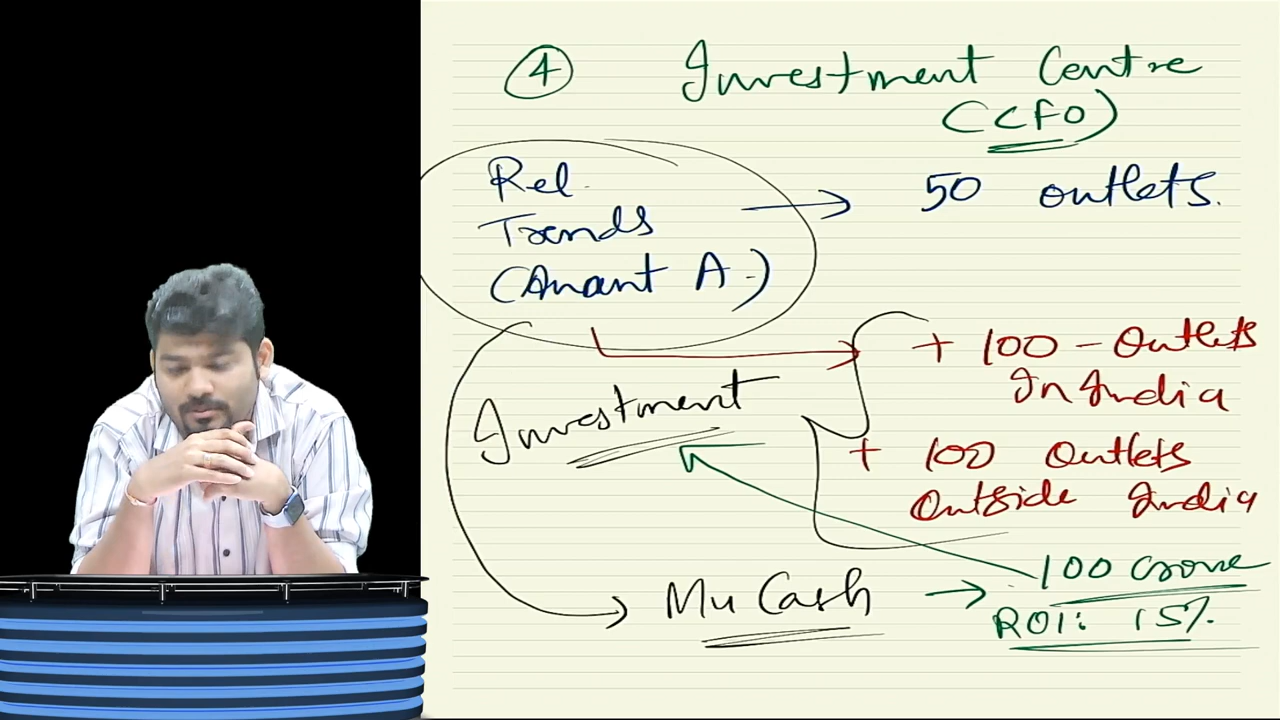 ④ Investment Centre
(CFO)
Rel. Trends (Anant A.) → 50 outlets.
+ 100 - Outlets
In India
Investment
+ 100 Outlets
Outside India
Mu Cash → 100 crore
ROI: 15%